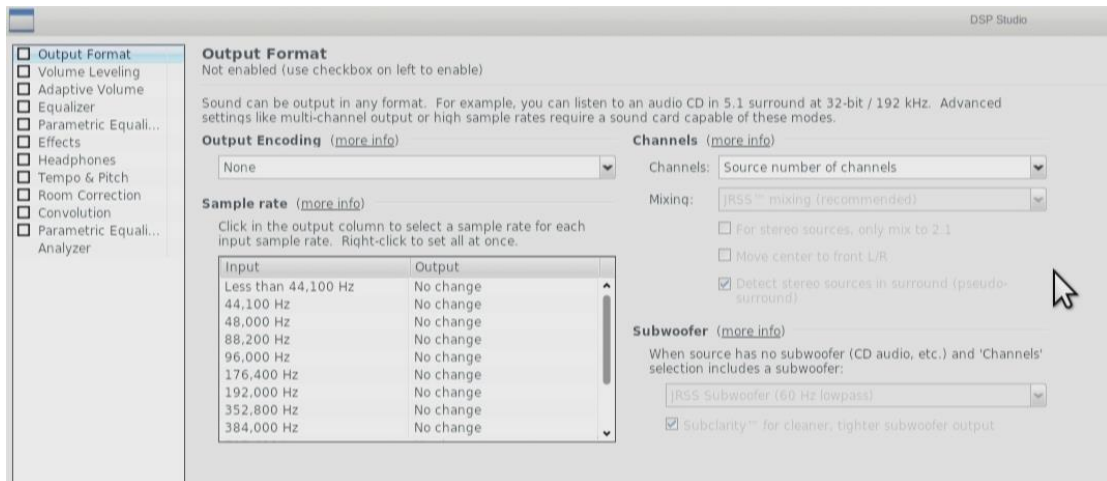 DSP Studio
Output Format
Volume Leveling
Adaptive Volume
Equalizer
Parametric Equali...
Effects
Headphones
Tempo & Pitch
Room Correction
Convolution
Parametric Equali...
Analyzer
Output Format
Not enabled (use checkbox on left to enable)
Sound can be output in any format. For example, you can listen to an audio CD in 5.1 surround at 32-bit / 192 kHz. Advanced
settings like multi-channel output or high sample rates require a sound card capable of these modes.
Output Encoding (more info)
None
Sample rate (more info)
Click in the output column to select a sample rate for each
input sample rate. Right-click to set all at once.
Input Output
Less than 44,100 Hz No change
44,100 Hz No change
48,000 Hz No change
88,200 Hz No change
96,000 Hz No change
176,400 Hz No change
192,000 Hz No change
352,800 Hz No change
384,000 Hz No change
Channels (more info)
Channels: Source number of channels
Mixing: JRSS™ mixing (recommended)
For stereo sources, only mix to 2.1
Move center to front L/R
Detect stereo sources in surround (pseudo-
surround)
Subwoofer (more info)
When source has no subwoofer (CD audio, etc.) and 'Channels'
selection includes a subwoofer:
JRSS Subwoofer (60 Hz lowpass)
Subclarity™ for cleaner, tighter subwoofer output